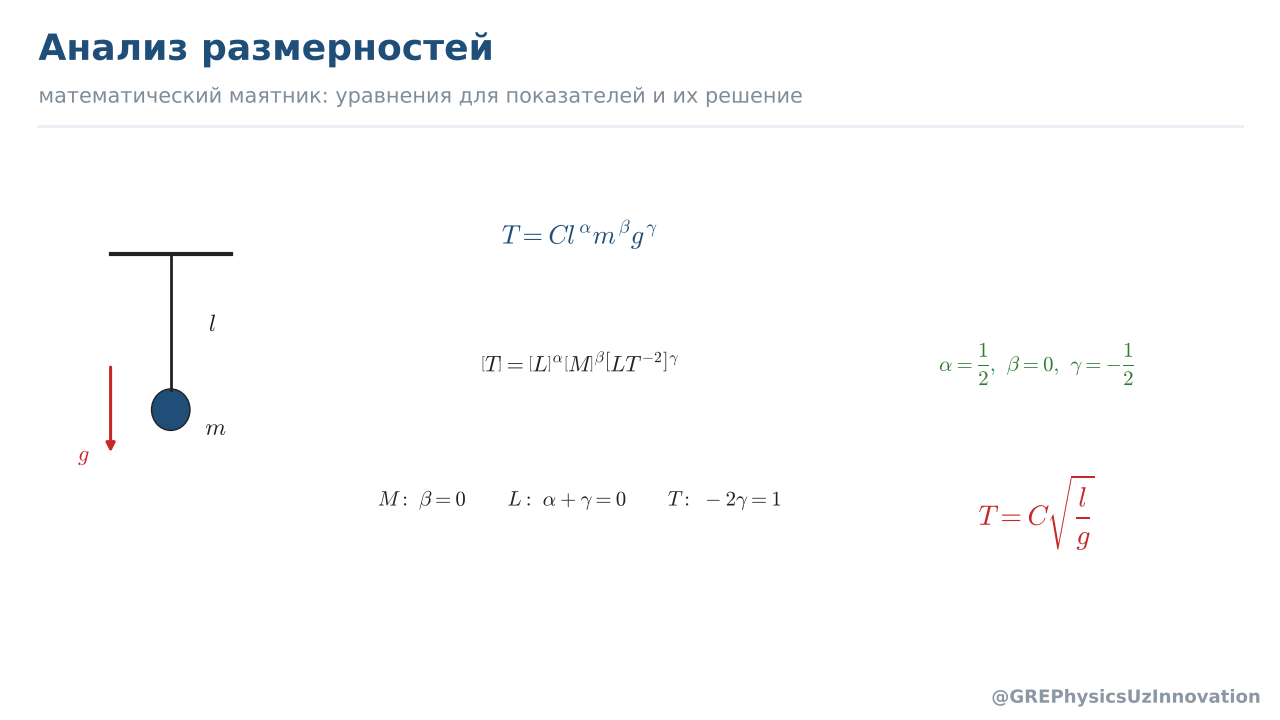 Анализ размерностей
математический маятник: уравнения для показателей и их решение
T = C l^α m^β g^γ
l
[T] = [L]^α [M]^β [LT^{-2}]^γ
α = 1/2, β = 0, γ = −1/2
m
g
M: β = 0 L: α + γ = 0 T: −2γ = 1
T = C√(l/g)
@GREPhysicsUzInnovation